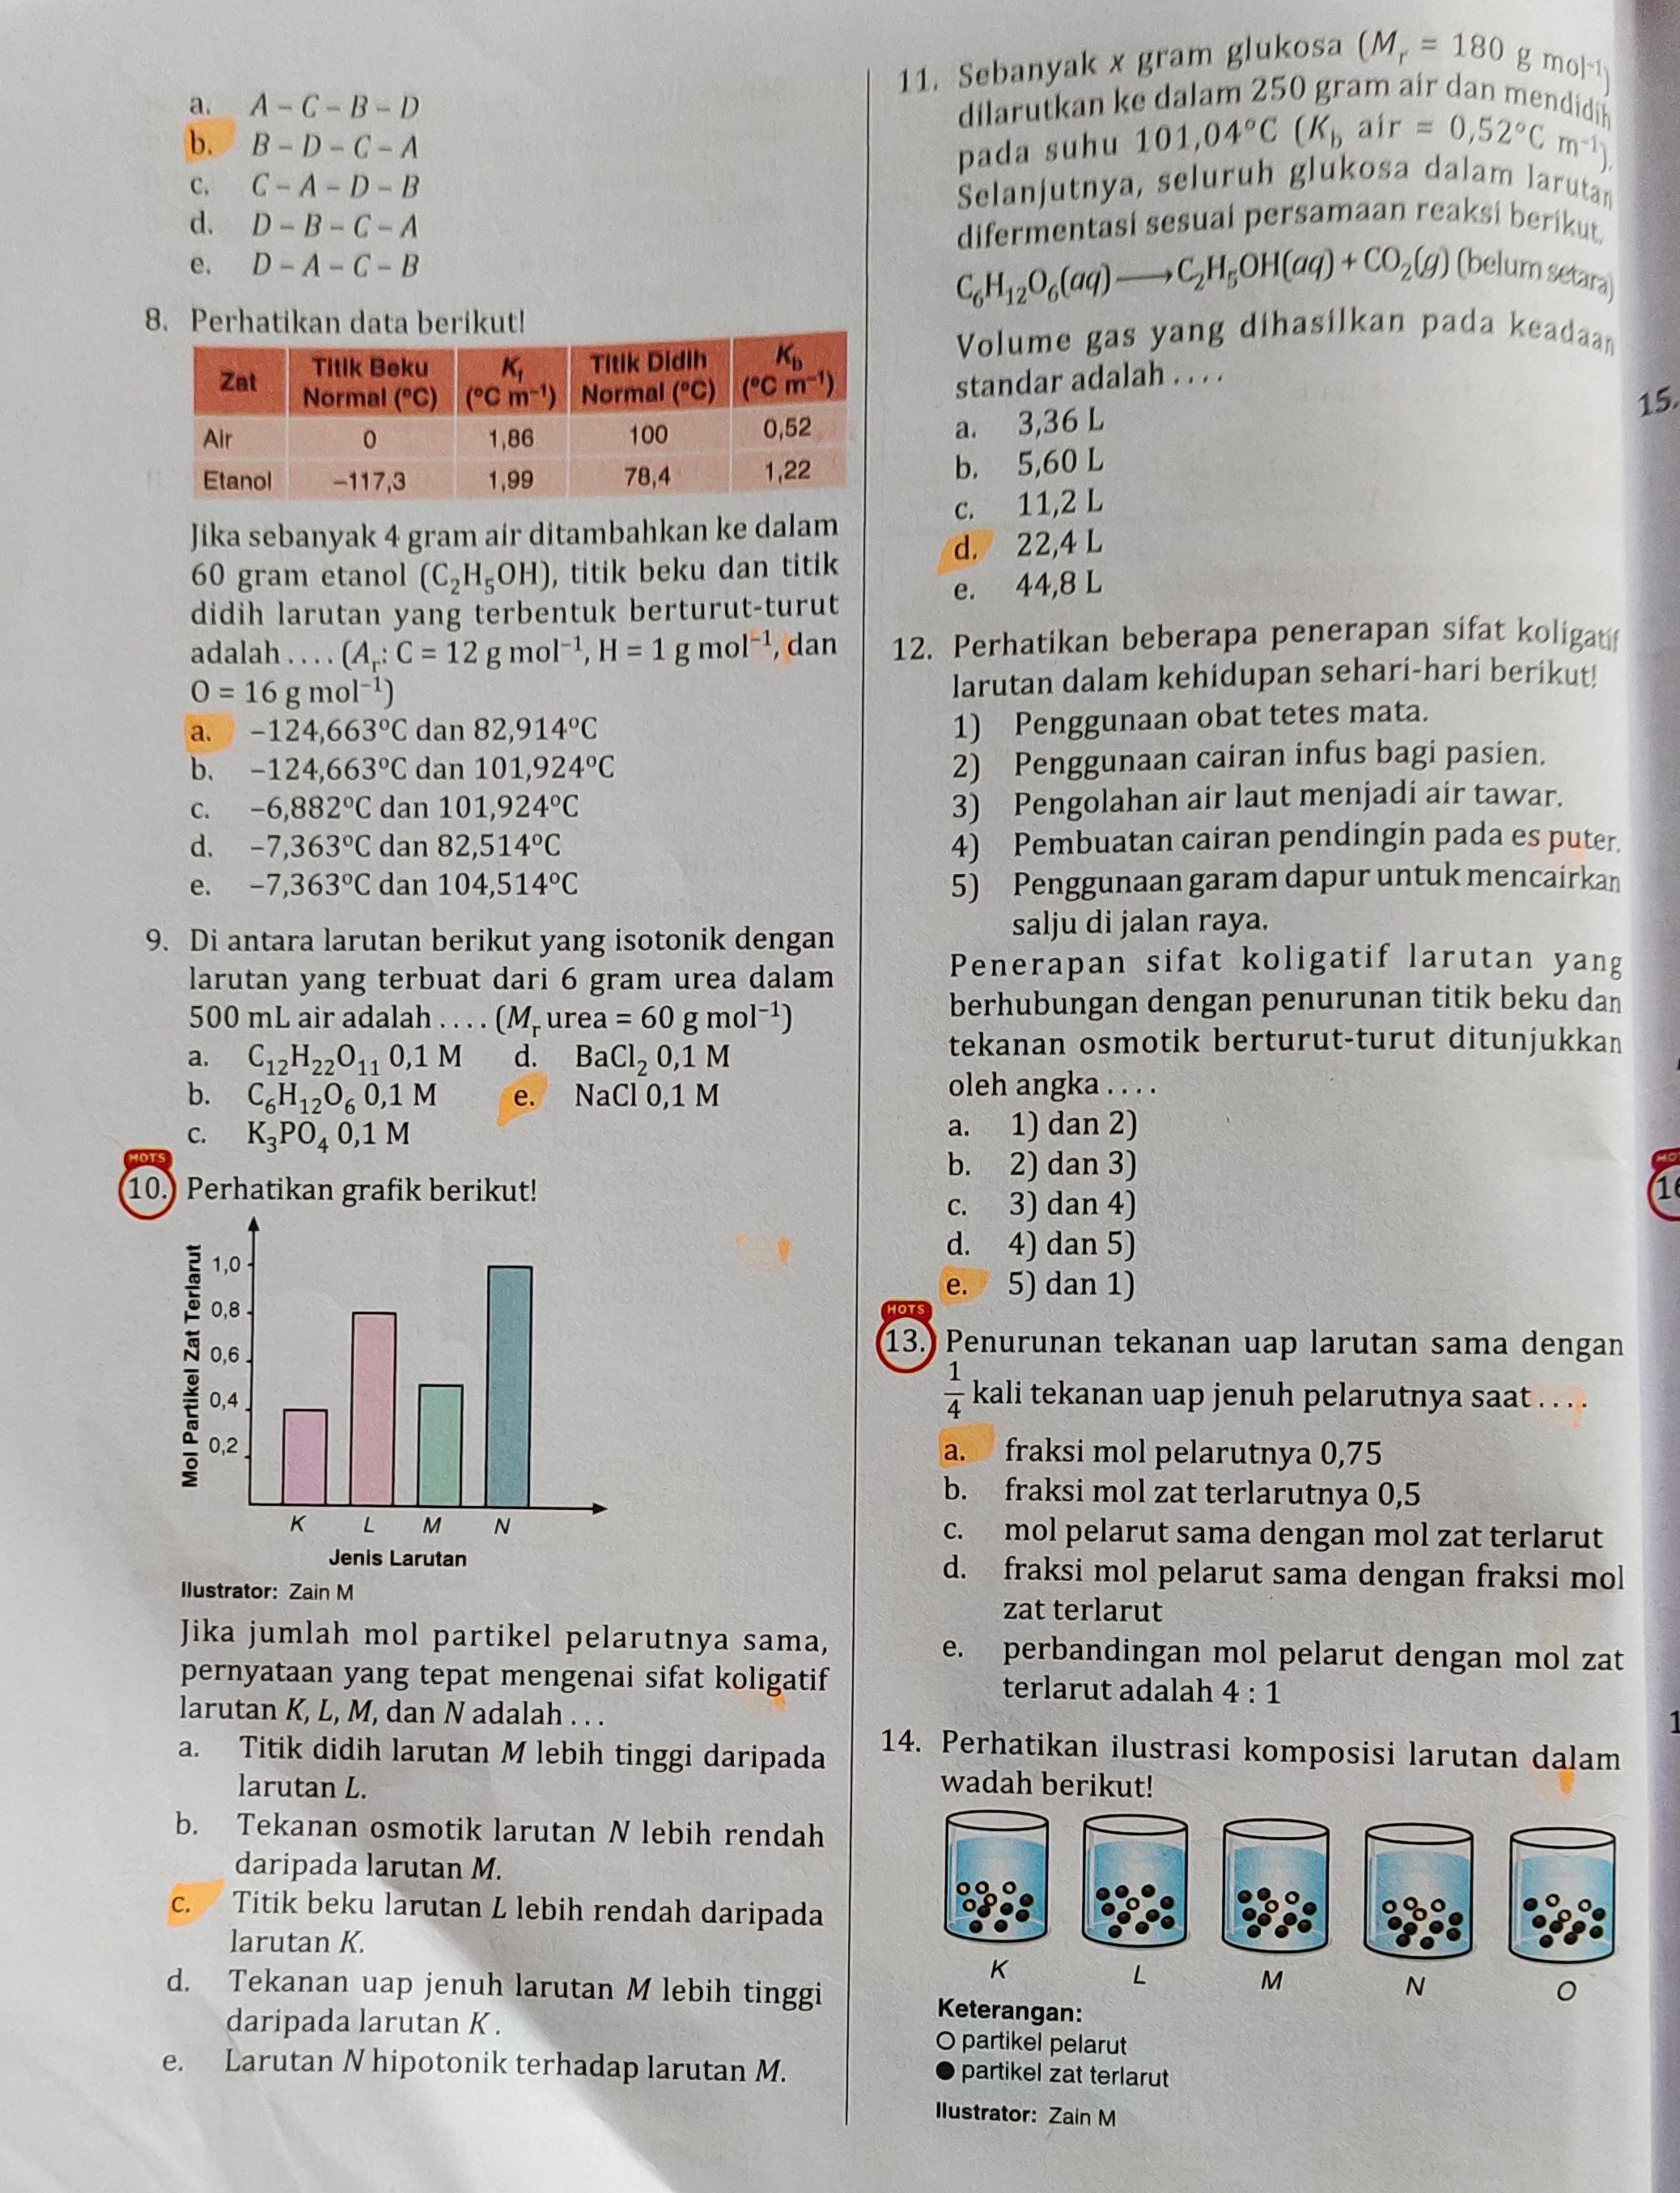 a. A – C – B – D
b. B – D – C – A
c. C – A – D – B
d. D – B – C – A
e. D – A – C – B
8. Perhatikan data berikut!
Zat | Titik Beku Normal (°C) | K_f (°C m⁻¹) | Titik Didih Normal (°C) | K_b (°C m⁻¹)
Air | 0 | 1,86 | 100 | 0,52
Etanol | –117,3 | 1,99 | 78,4 | 1,22
Jika sebanyak 4 gram air ditambahkan ke dalam
60 gram etanol (C₂H₅OH), titik beku dan titik
didih larutan yang terbentuk berturut-turut
adalah . . . . (A_r: C = 12 g mol⁻¹, H = 1 g mol⁻¹, dan
O = 16 g mol⁻¹)
a. –124,663°C dan 82,914°C
b. –124,663°C dan 101,924°C
c. –6,882°C dan 101,924°C
d. –7,363°C dan 82,514°C
e. –7,363°C dan 104,514°C
9. Di antara larutan berikut yang isotonik dengan
larutan yang terbuat dari 6 gram urea dalam
500 mL air adalah . . . . (M_r urea = 60 g mol⁻¹)
a. C₁₂H₂₂O₁₁ 0,1 M d. BaCl₂ 0,1 M
b. C₆H₁₂O₆ 0,1 M e. NaCl 0,1 M
c. K₃PO₄ 0,1 M
HOTS
10. Perhatikan grafik berikut!
Mol Partikel Zat Terlarut
1,0
0,8
0,6
0,4
0,2
K L M N
Jenis Larutan
Ilustrator: Zain M
Jika jumlah mol partikel pelarutnya sama,
pernyataan yang tepat mengenai sifat koligatif
larutan K, L, M, dan N adalah . . .
a. Titik didih larutan M lebih tinggi daripada
larutan L.
b. Tekanan osmotik larutan N lebih rendah
daripada larutan M.
c. Titik beku larutan L lebih rendah daripada
larutan K.
d. Tekanan uap jenuh larutan M lebih tinggi
daripada larutan K .
e. Larutan N hipotonik terhadap larutan M.
11. Sebanyak x gram glukosa (M_r = 180 g mol⁻¹)
dilarutkan ke dalam 250 gram air dan mendidih
pada suhu 101,04°C (K_b air = 0,52°C m⁻¹).
Selanjutnya, seluruh glukosa dalam larutan
difermentasi sesuai persamaan reaksi berikut.
C₆H₁₂O₆(aq) ⟶ C₂H₅OH(aq) + CO₂(g) (belum setara)
Volume gas yang dihasilkan pada keadaan
standar adalah . . . .
a. 3,36 L
b. 5,60 L
c. 11,2 L
d. 22,4 L
e. 44,8 L
12. Perhatikan beberapa penerapan sifat koligatif
larutan dalam kehidupan sehari-hari berikut!
1) Penggunaan obat tetes mata.
2) Penggunaan cairan infus bagi pasien.
3) Pengolahan air laut menjadi air tawar.
4) Pembuatan cairan pendingin pada es puter.
5) Penggunaan garam dapur untuk mencairkan
salju di jalan raya.
Penerapan sifat koligatif larutan yang
berhubungan dengan penurunan titik beku dan
tekanan osmotik berturut-turut ditunjukkan
oleh angka . . . .
a. 1) dan 2)
b. 2) dan 3)
c. 3) dan 4)
d. 4) dan 5)
e. 5) dan 1)
HOTS
13. Penurunan tekanan uap larutan sama dengan
1/4 kali tekanan uap jenuh pelarutnya saat . . . .
a. fraksi mol pelarutnya 0,75
b. fraksi mol zat terlarutnya 0,5
c. mol pelarut sama dengan mol zat terlarut
d. fraksi mol pelarut sama dengan fraksi mol
zat terlarut
e. perbandingan mol pelarut dengan mol zat
terlarut adalah 4 : 1
14. Perhatikan ilustrasi komposisi larutan dalam
wadah berikut!
K L M N O
Keterangan:
○ partikel pelarut
● partikel zat terlarut
Ilustrator: Zain M
15.